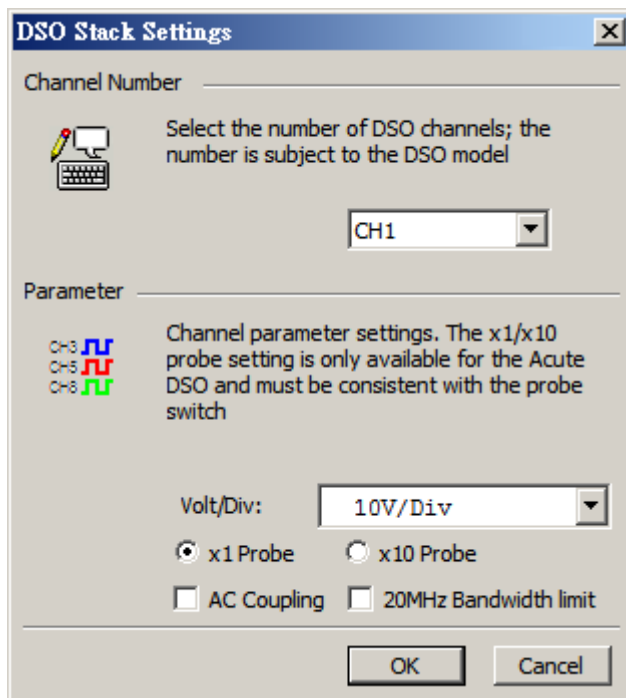 DSO Stack Settings
Channel Number
Select the number of DSO channels; the
number is subject to the DSO model
CH1
Parameter
CH3
CH5
CH8
Channel parameter settings. The x1/x10
probe setting is only available for the Acute
DSO and must be consistent with the probe
switch
Volt/Div:
10V/Div
x1 Probe
x10 Probe
AC Coupling
20MHz Bandwidth limit
OK
Cancel